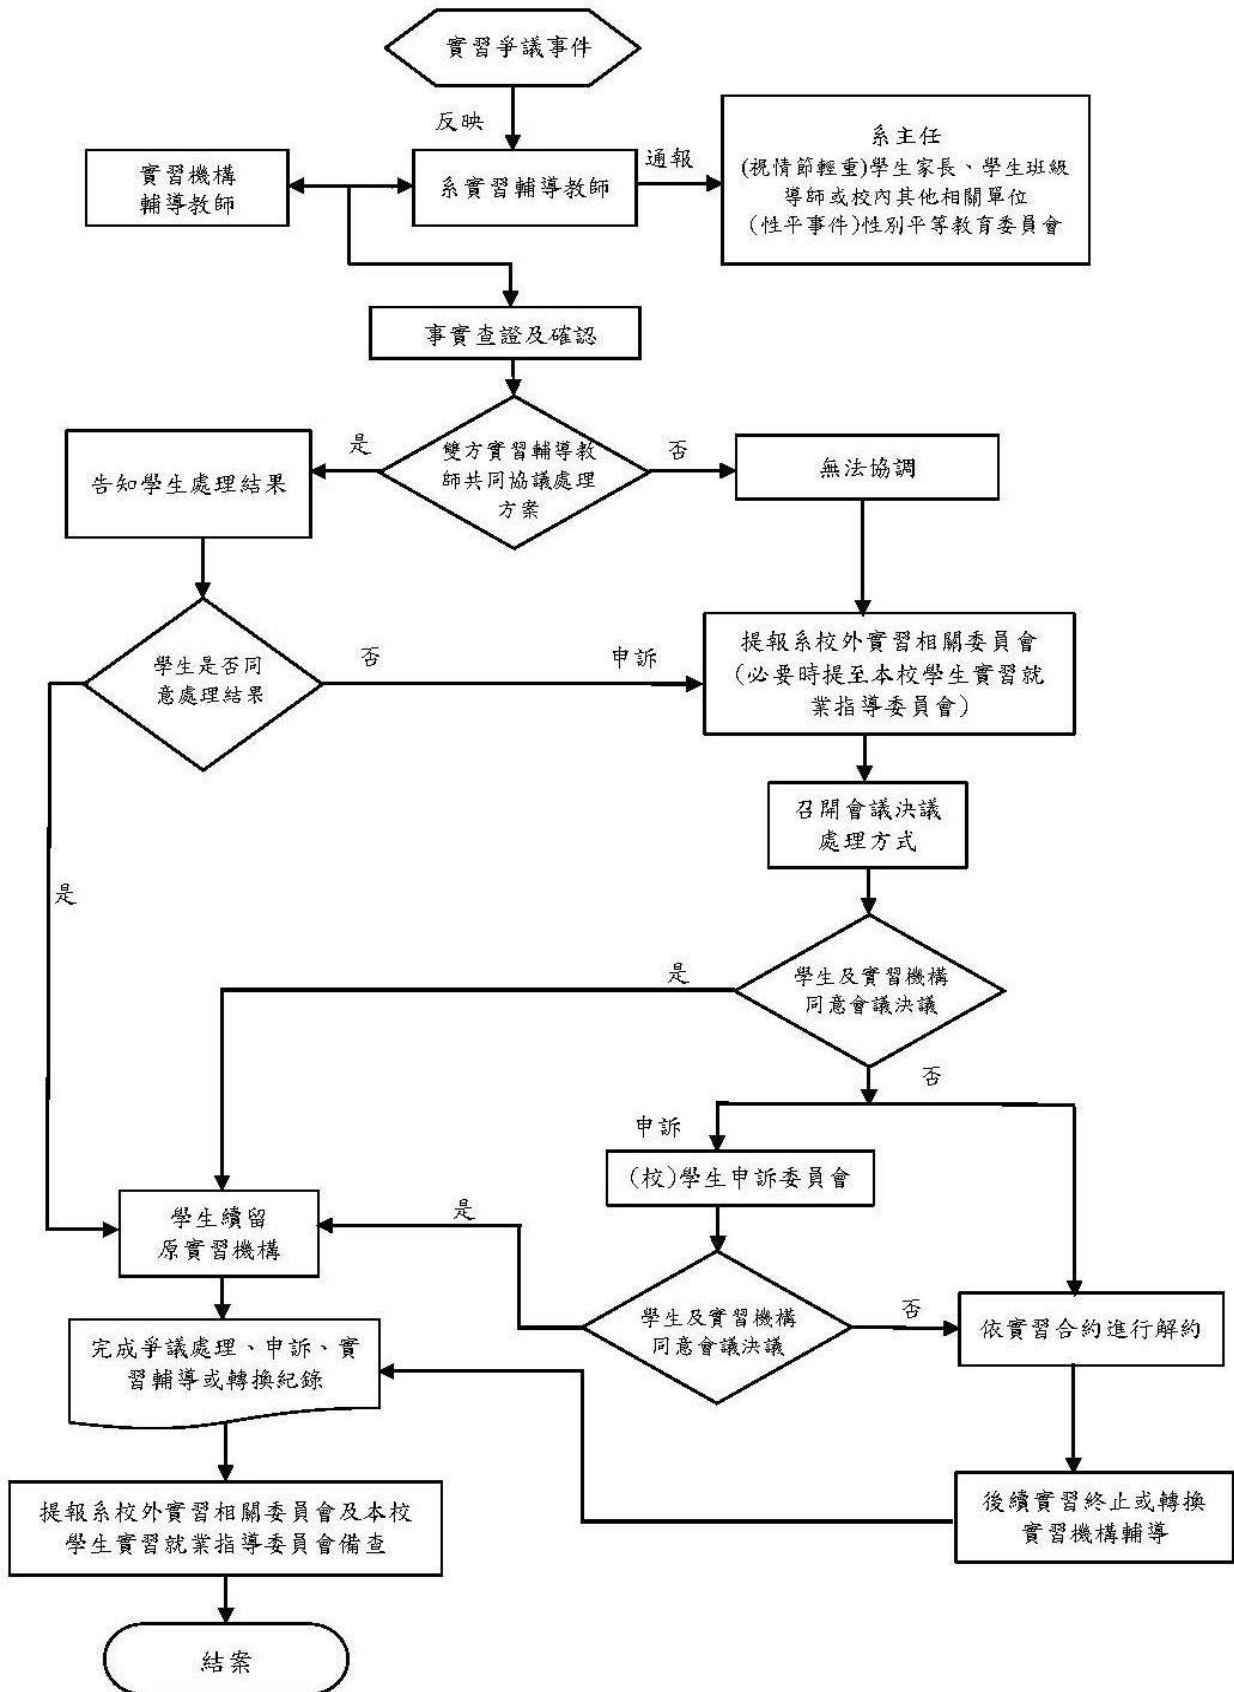 實習爭議事件
反映
通報
系主任
(視情節輕重)學生家長、學生班級
導師或校內其他相關單位
(性平事件)性別平等教育委員會
實習機構
輔導教師
系實習輔導教師
事實查證及確認
是
雙方實習輔導教
師共同協議處理
方案
否
告知學生處理結果
無法協調
學生是否同
意處理結果
否
申訴
提報系校外實習相關委員會
(必要時提至本校學生實習就
業指導委員會)
召開會議決議
處理方式
是
是
學生及實習機構
同意會議決議
否
申訴
(校)學生申訴委員會
學生續留
原實習機構
是
學生及實習機構
同意會議決議
否
依實習合約進行解約
完成爭議處理、申訴、實
習輔導或轉換紀錄
後續實習終止或轉換
實習機構輔導
提報系校外實習相關委員會及本校
學生實習就業指導委員會備查
結案